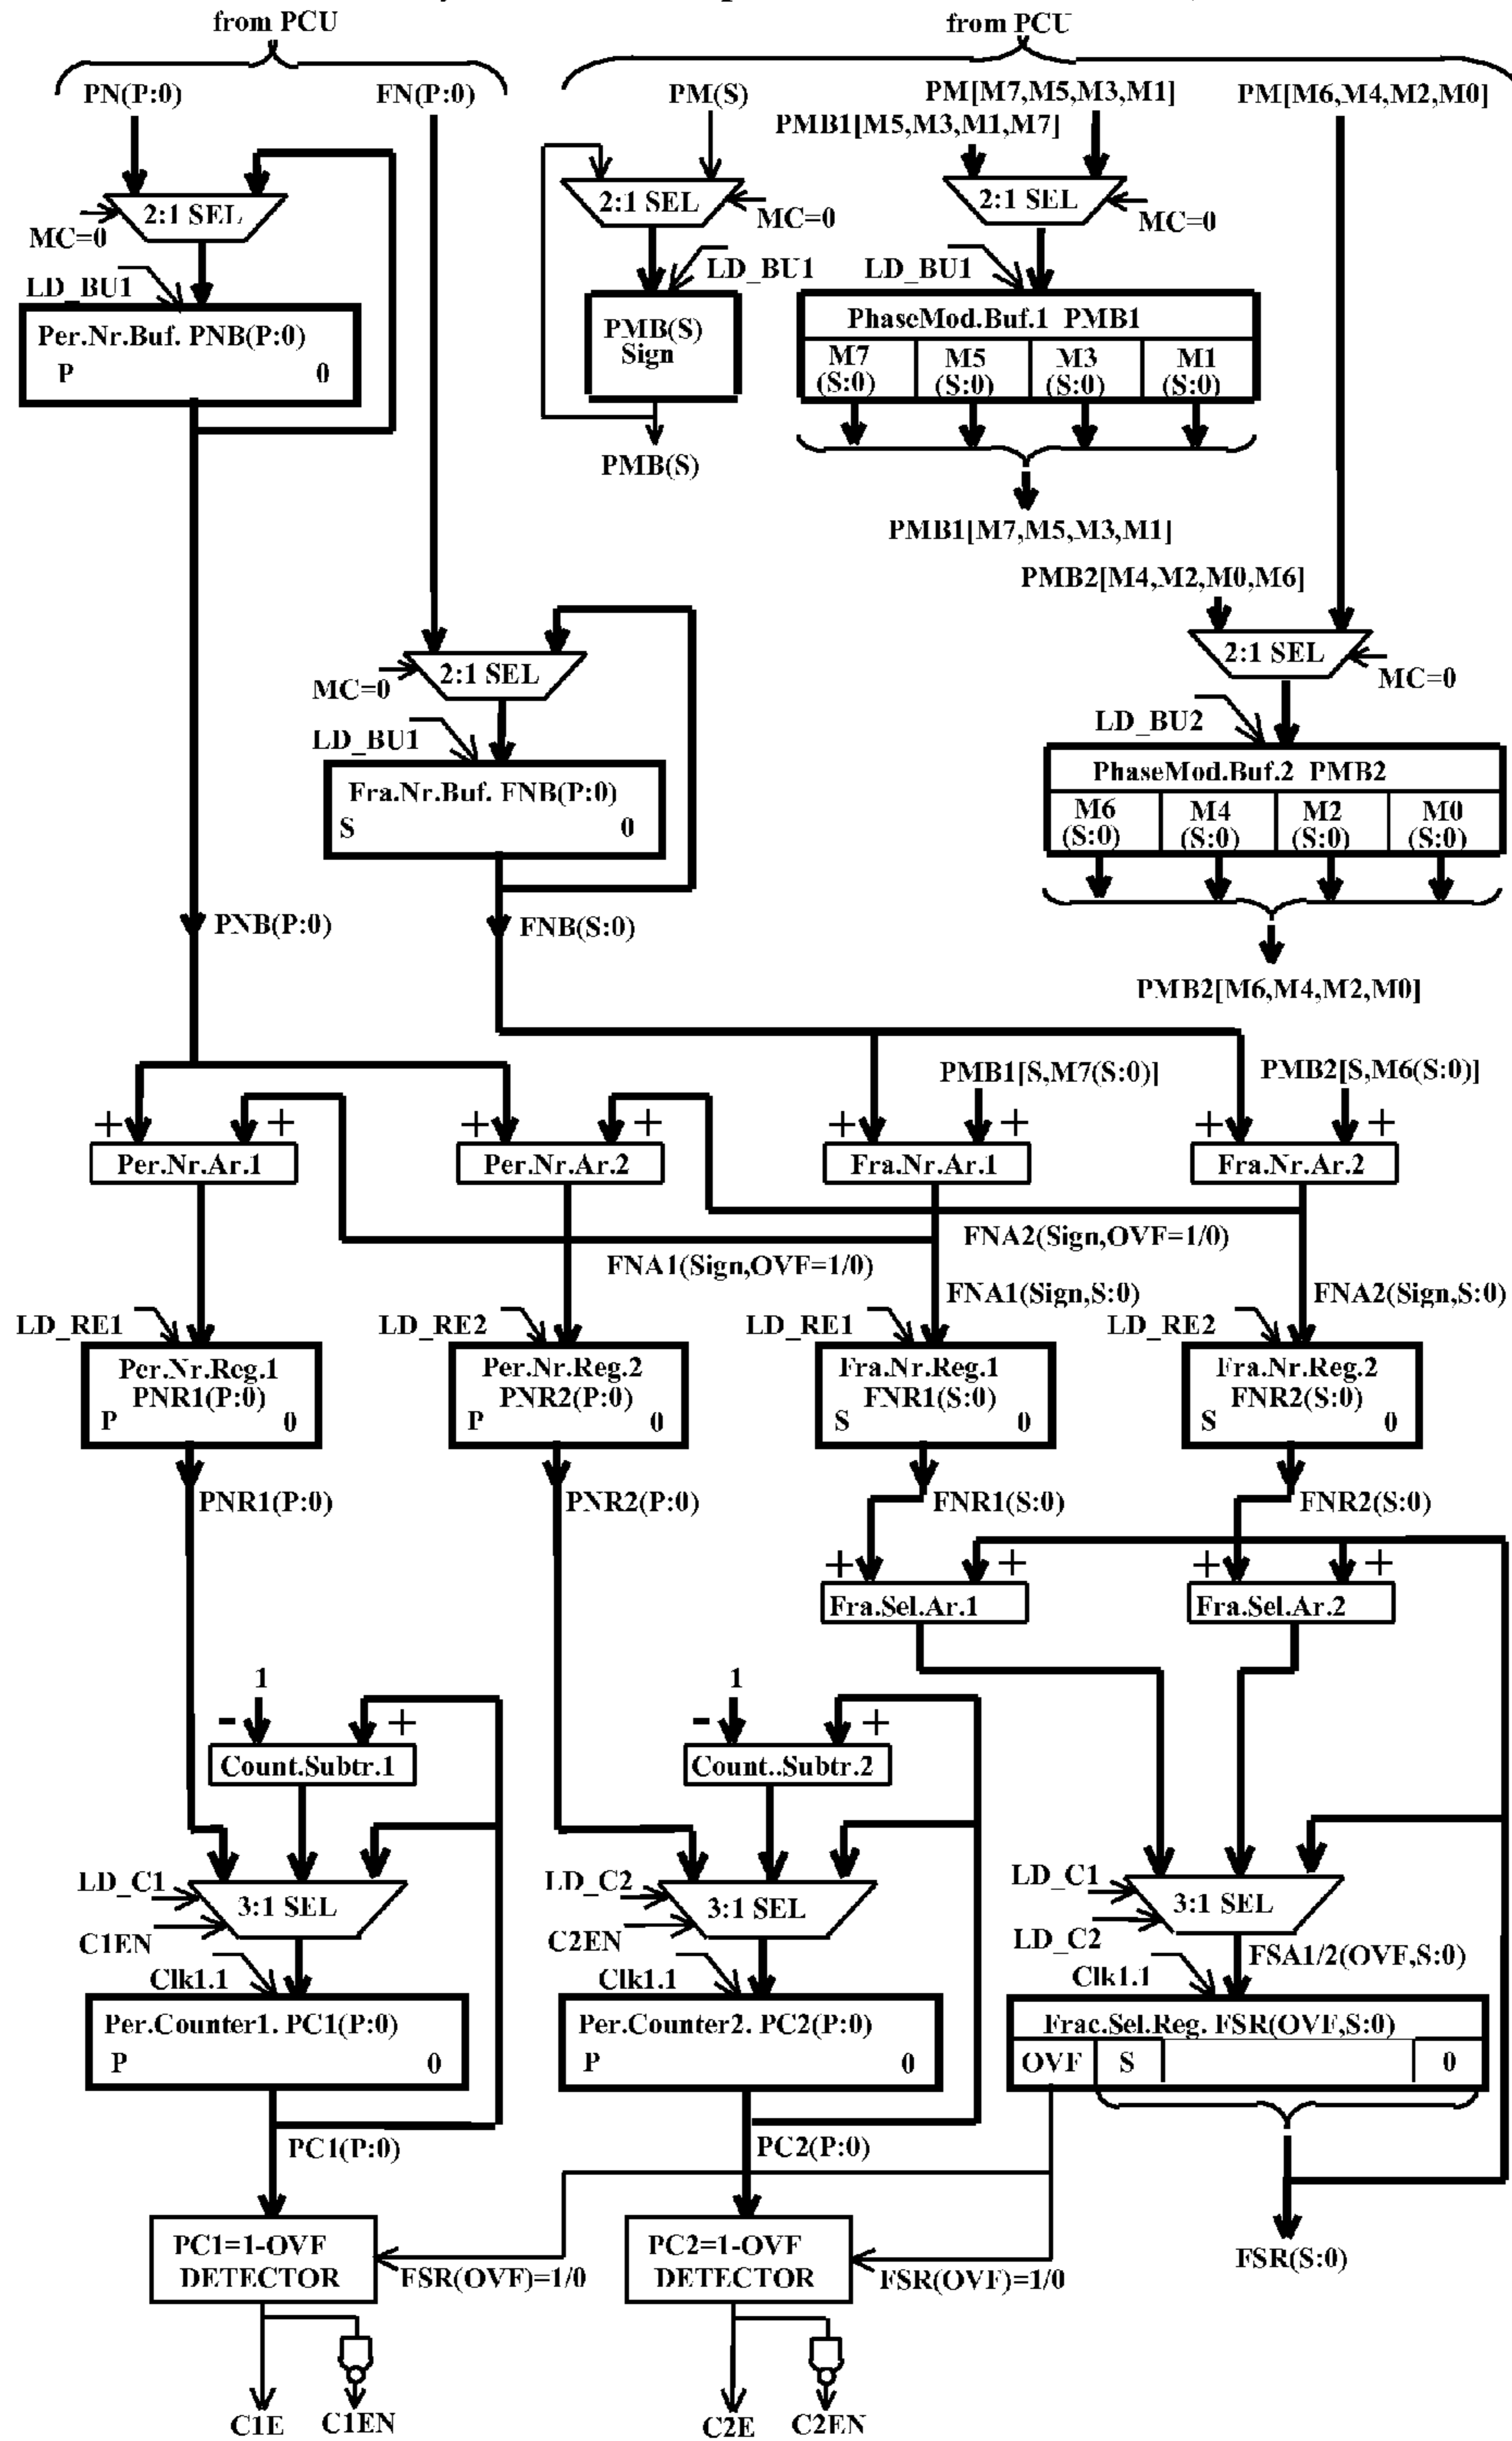 from PCU
from PCU
PN(P:0)
FN(P:0)
PM(S)
PM[M7,M5,M3,M1]
PM[M6,M4,M2,M0]
PMB1[M5,M3,M1,M7]
2:1 SEL
MC=0
2:1 SEL
MC=0
2:1 SEL
MC=0
LD_BU1
LD_BU1
LD_BU1
Per.Nr.Buf. PNB(P:0)
P 0
PMB(S)
Sign
PhaseMod.Buf.1 PMB1
M7 M5 M3 M1
(S:0) (S:0) (S:0) (S:0)
PMB(S)
PMB1[M7,M5,M3,M1]
PMB2[M4,M2,M0,M6]
2:1 SEL
MC=0
2:1 SEL
MC=0
LD_BU1
LD_BU2
Fra.Nr.Buf. FNB(P:0)
S 0
PhaseMod.Buf.2 PMB2
M6 M4 M2 M0
(S:0) (S:0) (S:0) (S:0)
PNB(P:0)
FNB(S:0)
PMB2[M6,M4,M2,M0]
PMB1[S,M7(S:0)]
PMB2[S,M6(S:0)]
+ + + + + + + +
Per.Nr.Ar.1
Per.Nr.Ar.2
Fra.Nr.Ar.1
Fra.Nr.Ar.2
FNA2(Sign,OVF=1/0)
FNA1(Sign,OVF=1/0)
FNA1(Sign,S:0)
FNA2(Sign,S:0)
LD_RE1
LD_RE2
LD_RE1
LD_RE2
Per.Nr.Reg.1
PNR1(P:0)
P 0
Per.Nr.Reg.2
PNR2(P:0)
P 0
Fra.Nr.Reg.1
FNR1(S:0)
S 0
Fra.Nr.Reg.2
FNR2(S:0)
S 0
PNR1(P:0)
PNR2(P:0)
FNR1(S:0)
FNR2(S:0)
+ + + +
Fra.Sel.Ar.1
Fra.Sel.Ar.2
1
1
- + - +
Count.Subtr.1
Count..Subtr.2
LD_C1
3:1 SEL
C1EN
LD_C2
3:1 SEL
C2EN
LD_C1
3:1 SEL
LD_C2
FSA1/2(OVF,S:0)
Clk1.1
Clk1.1
Clk1.1
Per.Counter1. PC1(P:0)
P 0
Per.Counter2. PC2(P:0)
P 0
Frac.Sel.Reg. FSR(OVF,S:0)
OVF S 0
PC1(P:0)
PC2(P:0)
PC1=1-OVF
DETECTOR
FSR(OVF)=1/0
PC2=1-OVF
DETECTOR
FSR(OVF)=1/0
FSR(S:0)
C1E
C1EN
C2E
C2EN